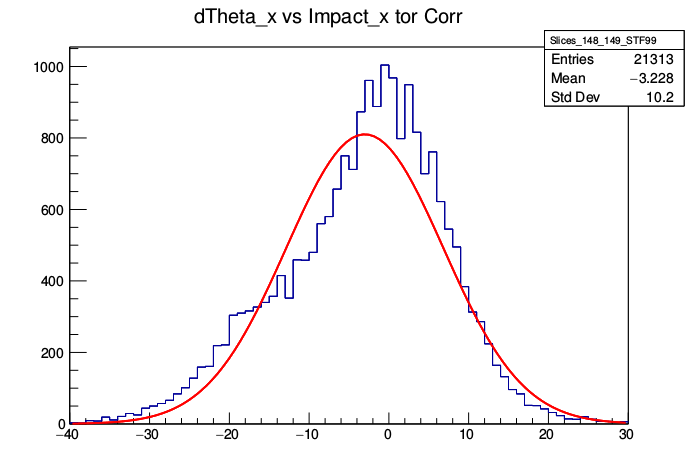 dTheta_x vs Impact_x tor Corr
Slices_148_149_STF99
Entries 21313
Mean −3.228
Std Dev 10.2
1000
800
600
400
200
0
−40 −30 −20 −10 0 10 20 30